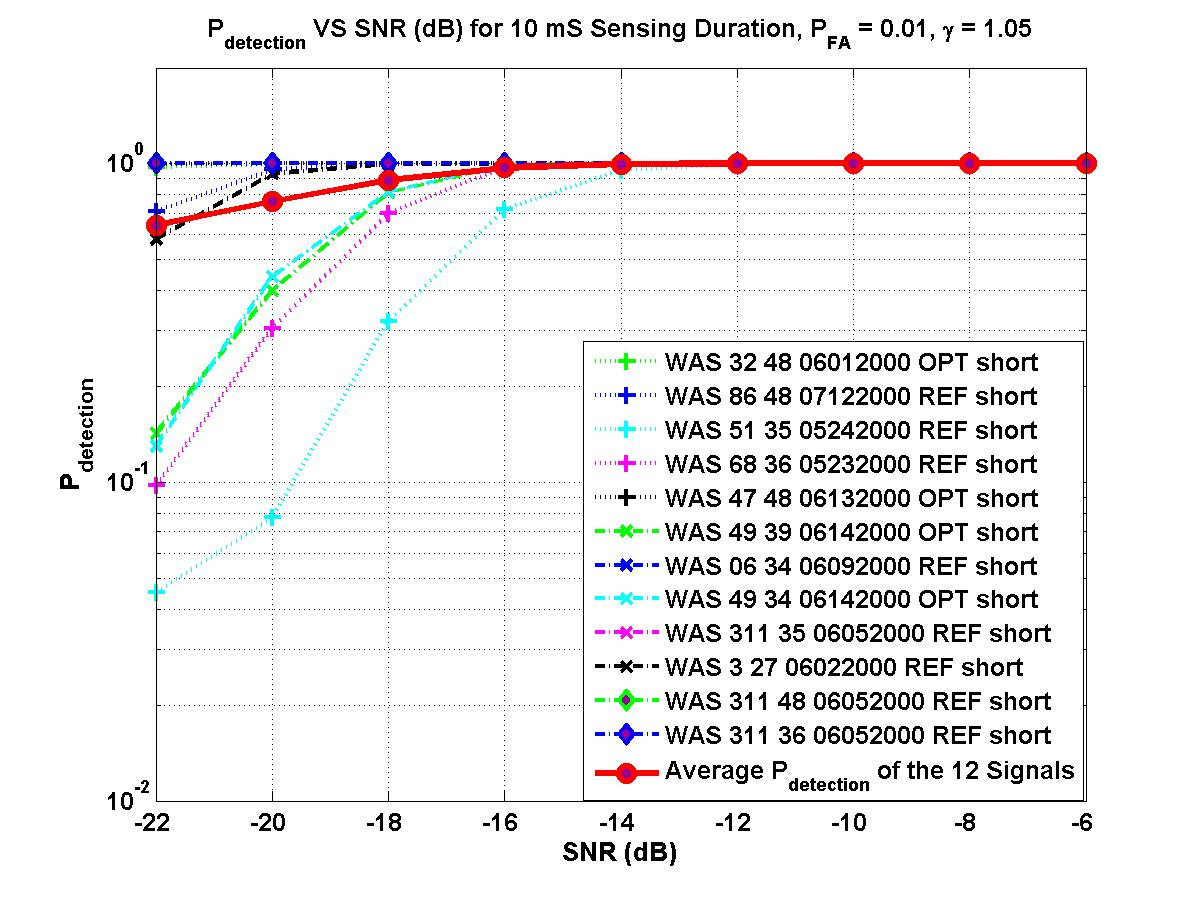 P_detection VS SNR (dB) for 10 mS Sensing Duration, P_FA = 0.01, γ = 1.05
10^0
10^-1
10^-2
P_detection
-22 -20 -18 -16 -14 -12 -10 -8 -6
SNR (dB)
WAS 32 48 06012000 OPT short
WAS 86 48 07122000 REF short
WAS 51 35 05242000 REF short
WAS 68 36 05232000 REF short
WAS 47 48 06132000 OPT short
WAS 49 39 06142000 OPT short
WAS 06 34 06092000 REF short
WAS 49 34 06142000 OPT short
WAS 311 35 06052000 REF short
WAS 3 27 06022000 REF short
WAS 311 48 06052000 REF short
WAS 311 36 06052000 REF short
Average P_detection of the 12 Signals